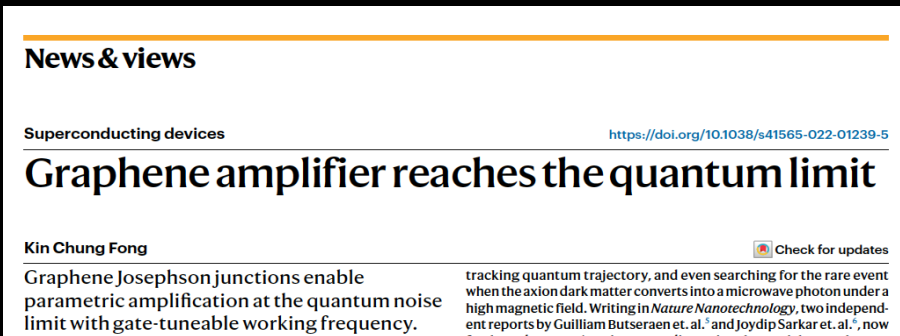 News & views
Superconducting devices
https://doi.org/10.1038/s41565-022-01239-5
Graphene amplifier reaches the quantum limit
Kin Chung Fong
Check for updates
Graphene Josephson junctions enable
parametric amplification at the quantum noise
limit with gate-tuneable working frequency.
tracking quantum trajectory, and even searching for the rare event
when the axion dark matter converts into a microwave photon under a
high magnetic field. Writing in Nature Nanotechnology, two independ-
ent reports by Guilliam Butseraen et. al.5 and Joydip Sarkar et. al.6, now